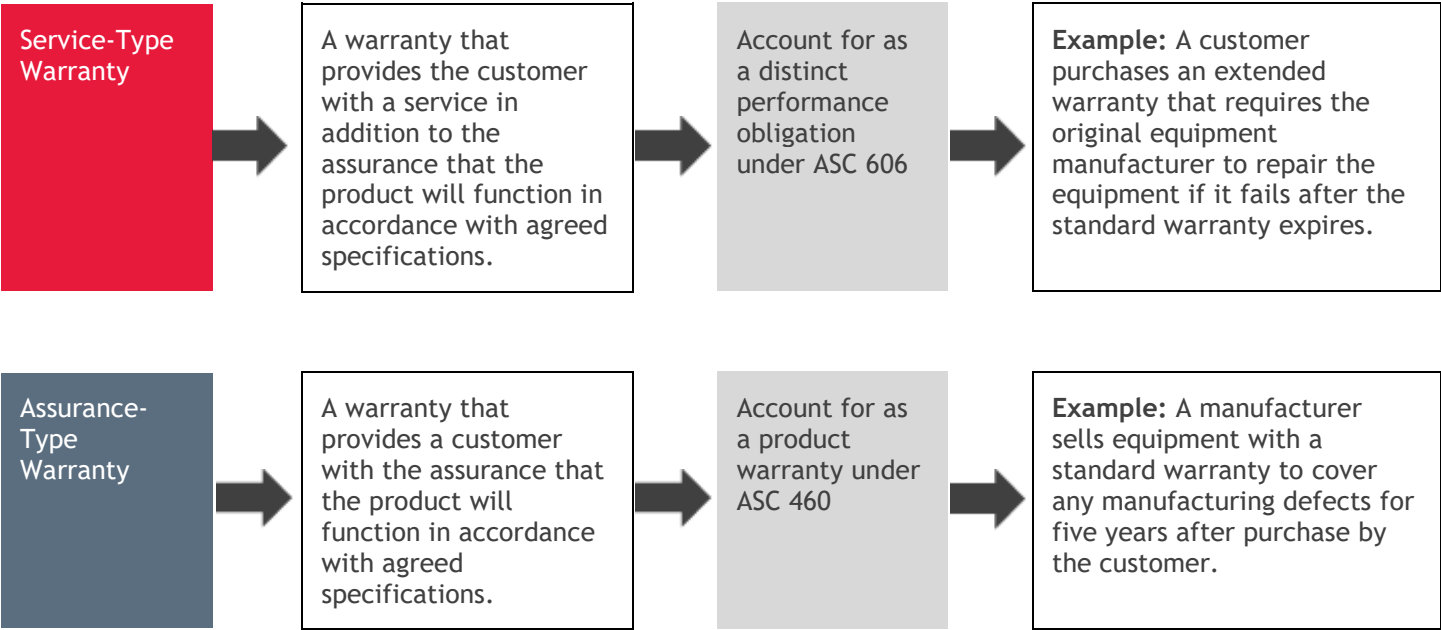 Service-Type
Warranty
A warranty that
provides the customer
with a service in
addition to the
assurance that the
product will function in
accordance with agreed
specifications.
Account for as
a distinct
performance
obligation
under ASC 606
Example: A customer
purchases an extended
warranty that requires the
original equipment
manufacturer to repair the
equipment if it fails after the
standard warranty expires.
Assurance-
Type
Warranty
A warranty that
provides a customer
with the assurance that
the product will
function in accordance
with agreed
specifications.
Account for as
a product
warranty under
ASC 460
Example: A manufacturer
sells equipment with a
standard warranty to cover
any manufacturing defects for
five years after purchase by
the customer.